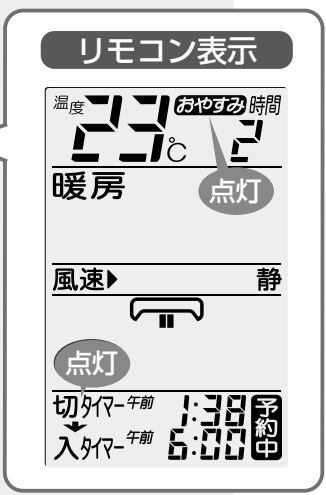 リモコン表示
温度 23℃ おやすみ 時間 2
点灯
暖房
風速▶ 静
点灯
切タイマー 午前 1:38 予約中
入タイマー 午前 6:00